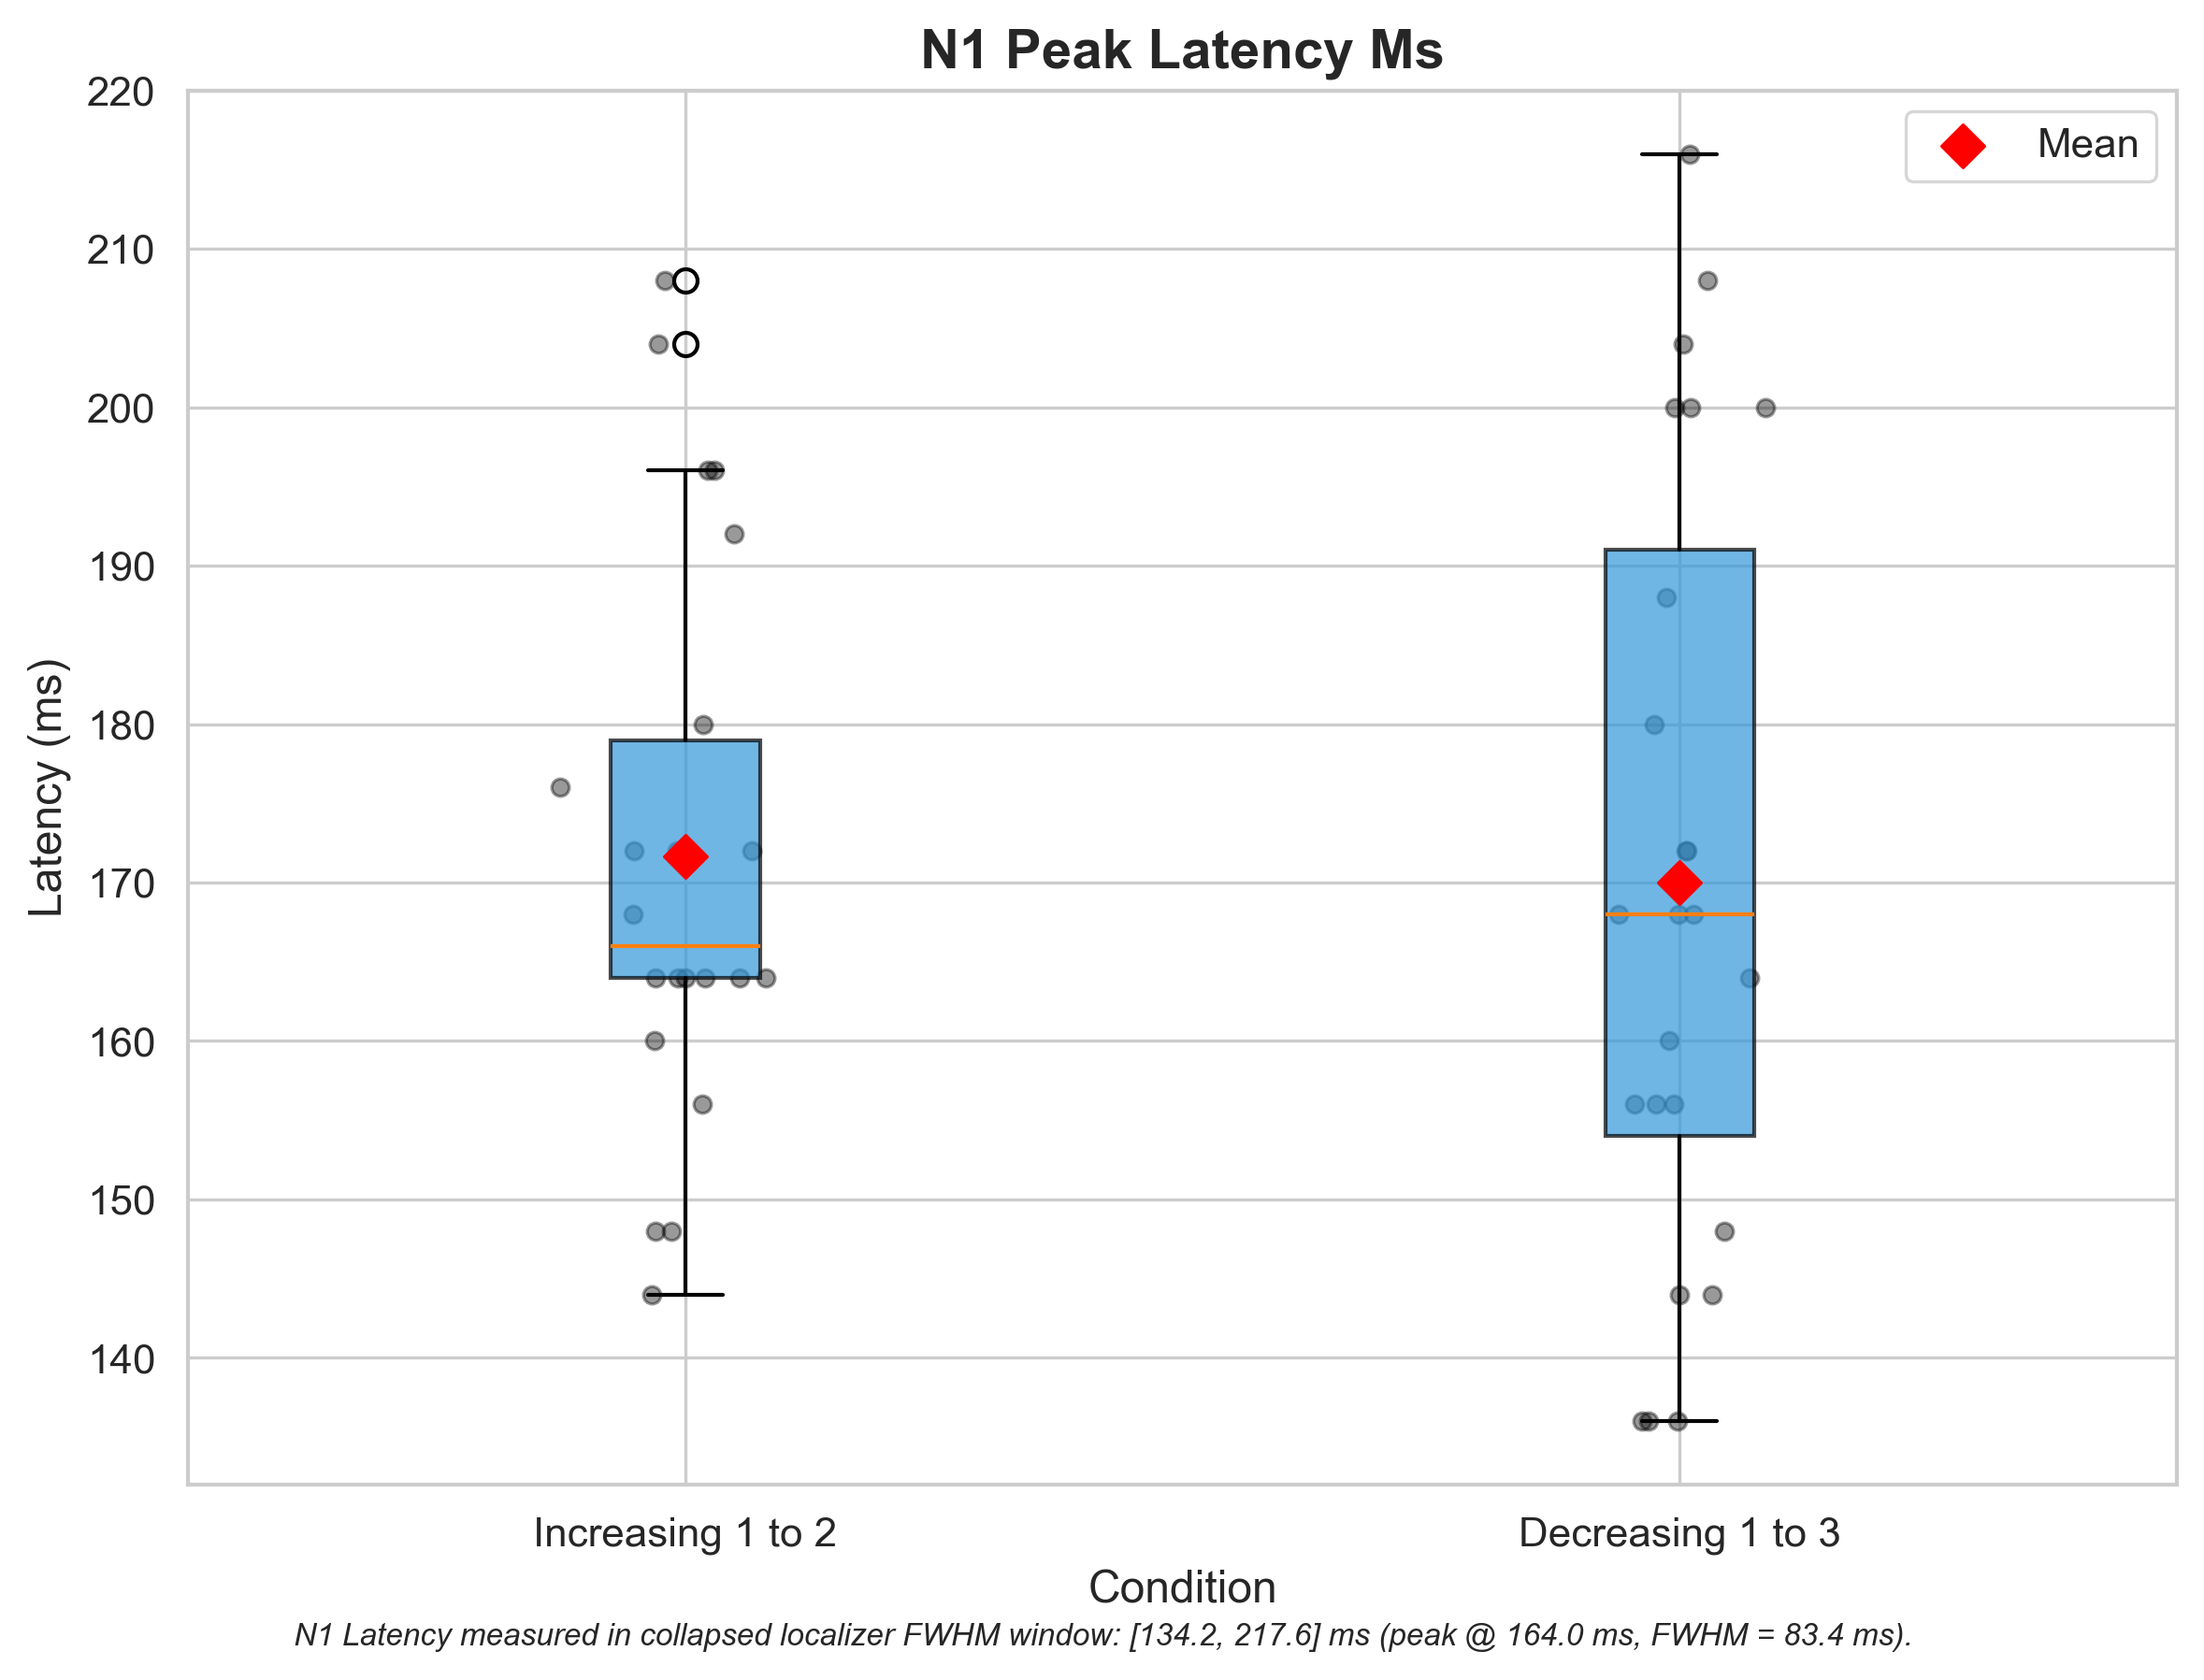 N1 Peak Latency Ms
Mean
Latency (ms)
220
210
200
190
180
170
160
150
140
Increasing 1 to 2
Decreasing 1 to 3
Condition
N1 Latency measured in collapsed localizer FWHM window: [134.2, 217.6] ms (peak @ 164.0 ms, FWHM = 83.4 ms).